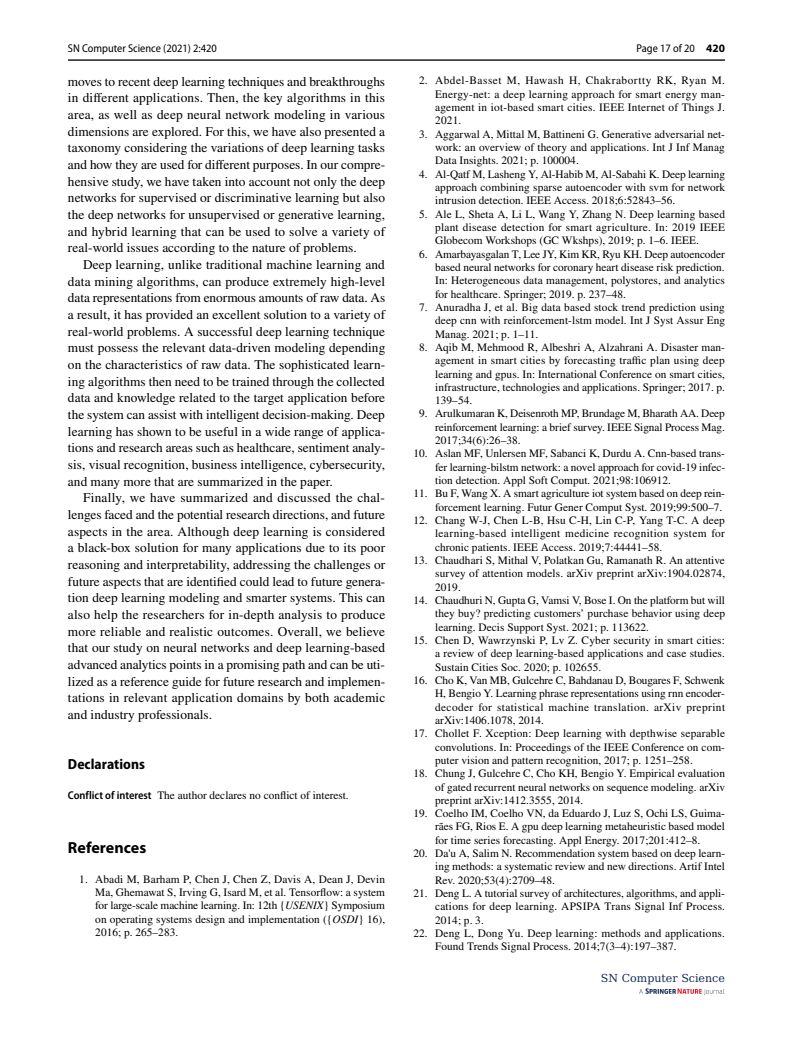 SN Computer Science (2021) 2:420
Page 17 of 20 420
moves to recent deep learning techniques and breakthroughs
in different applications. Then, the key algorithms in this
area, as well as deep neural network modeling in various
dimensions are explored. For this, we have also presented a
taxonomy considering the variations of deep learning tasks
and how they are used for different purposes. In our compre-
hensive study, we have taken into account not only the deep
networks for supervised or discriminative learning but also
the deep networks for unsupervised or generative learning,
and hybrid learning that can be used to solve a variety of
real-world issues according to the nature of problems.
Deep learning, unlike traditional machine learning and
data mining algorithms, can produce extremely high-level
data representations from enormous amounts of raw data. As
a result, it has provided an excellent solution to a variety of
real-world problems. A successful deep learning technique
must possess the relevant data-driven modeling depending
on the characteristics of raw data. The sophisticated learn-
ing algorithms then need to be trained through the collected
data and knowledge related to the target application before
the system can assist with intelligent decision-making. Deep
learning has shown to be useful in a wide range of applica-
tions and research areas such as healthcare, sentiment analy-
sis, visual recognition, business intelligence, cybersecurity,
and many more that are summarized in the paper.
Finally, we have summarized and discussed the chal-
lenges faced and the potential research directions, and future
aspects in the area. Although deep learning is considered
a black-box solution for many applications due to its poor
reasoning and interpretability, addressing the challenges or
future aspects that are identified could lead to future genera-
tion deep learning modeling and smarter systems. This can
also help the researchers for in-depth analysis to produce
more reliable and realistic outcomes. Overall, we believe
that our study on neural networks and deep learning-based
advanced analytics points in a promising path and can be uti-
lized as a reference guide for future research and implemen-
tations in relevant application domains by both academic
and industry professionals.
Declarations
Conflict of interest The author declares no conflict of interest.
References
1. Abadi M, Barham P, Chen J, Chen Z, Davis A, Dean J, Devin
Ma, Ghemawat S, Irving G, Isard M, et al. Tensorflow: a system
for large-scale machine learning. In: 12th {USENIX} Symposium
on operating systems design and implementation ({OSDI} 16),
2016; p. 265–283.
2. Abdel-Basset M, Hawash H, Chakrabortty RK, Ryan M.
Energy-net: a deep learning approach for smart energy man-
agement in iot-based smart cities. IEEE Internet of Things J.
2021.
3. Aggarwal A, Mittal M, Battineni G. Generative adversarial net-
work: an overview of theory and applications. Int J Inf Manag
Data Insights. 2021; p. 100004.
4. Al-Qatf M, Lasheng Y, Al-Habib M, Al-Sabahi K. Deep learning
approach combining sparse autoencoder with svm for network
intrusion detection. IEEE Access. 2018;6:52843–56.
5. Ale L, Sheta A, Li L, Wang Y, Zhang N. Deep learning based
plant disease detection for smart agriculture. In: 2019 IEEE
Globecom Workshops (GC Wkshps), 2019; p. 1–6. IEEE.
6. Amarbayasgalan T, Lee JY, Kim KR, Ryu KH. Deep autoencoder
based neural networks for coronary heart disease risk prediction.
In: Heterogeneous data management, polystores, and analytics
for healthcare. Springer; 2019. p. 237–48.
7. Anuradha J, et al. Big data based stock trend prediction using
deep cnn with reinforcement-lstm model. Int J Syst Assur Eng
Manag. 2021; p. 1–11.
8. Aqib M, Mehmood R, Albeshri A, Alzahrani A. Disaster man-
agement in smart cities by forecasting traffic plan using deep
learning and gpus. In: International Conference on smart cities,
infrastructure, technologies and applications. Springer; 2017. p.
139–54.
9. Arulkumaran K, Deisenroth MP, Brundage M, Bharath AA. Deep
reinforcement learning: a brief survey. IEEE Signal Process Mag.
2017;34(6):26–38.
10. Aslan MF, Unlersen MF, Sabanci K, Durdu A. Cnn-based trans-
fer learning-bilstm network: a novel approach for covid-19 infec-
tion detection. Appl Soft Comput. 2021;98:106912.
11. Bu F, Wang X. A smart agriculture iot system based on deep rein-
forcement learning. Futur Gener Comput Syst. 2019;99:500–7.
12. Chang W-J, Chen L-B, Hsu C-H, Lin C-P, Yang T-C. A deep
learning-based intelligent medicine recognition system for
chronic patients. IEEE Access. 2019;7:44441–58.
13. Chaudhari S, Mithal V, Polatkan Gu, Ramanath R. An attentive
survey of attention models. arXiv preprint arXiv:1904.02874,
2019.
14. Chaudhuri N, Gupta G, Vamsi V, Bose I. On the platform but will
they buy? predicting customers' purchase behavior using deep
learning. Decis Support Syst. 2021; p. 113622.
15. Chen D, Wawrzynski P, Lv Z. Cyber security in smart cities:
a review of deep learning-based applications and case studies.
Sustain Cities Soc. 2020; p. 102655.
16. Cho K, Van MB, Gulcehre C, Bahdanau D, Bougares F, Schwenk
H, Bengio Y. Learning phrase representations using rnn encoder-
decoder for statistical machine translation. arXiv preprint
arXiv:1406.1078, 2014.
17. Chollet F. Xception: Deep learning with depthwise separable
convolutions. In: Proceedings of the IEEE Conference on com-
puter vision and pattern recognition, 2017; p. 1251–258.
18. Chung J, Gulcehre C, Cho KH, Bengio Y. Empirical evaluation
of gated recurrent neural networks on sequence modeling. arXiv
preprint arXiv:1412.3555, 2014.
19. Coelho IM, Coelho VN, da Eduardo J, Luz S, Ochi LS, Guima-
rães FG, Rios E. A gpu deep learning metaheuristic based model
for time series forecasting. Appl Energy. 2017;201:412–8.
20. Da'u A, Salim N. Recommendation system based on deep learn-
ing methods: a systematic review and new directions. Artif Intel
Rev. 2020;53(4):2709–48.
21. Deng L. A tutorial survey of architectures, algorithms, and appli-
cations for deep learning. APSIPA Trans Signal Inf Process.
2014; p. 3.
22. Deng L, Dong Yu. Deep learning: methods and applications.
Found Trends Signal Process. 2014;7(3–4):197–387.
SN Computer Science
A SPRINGER NATURE journal